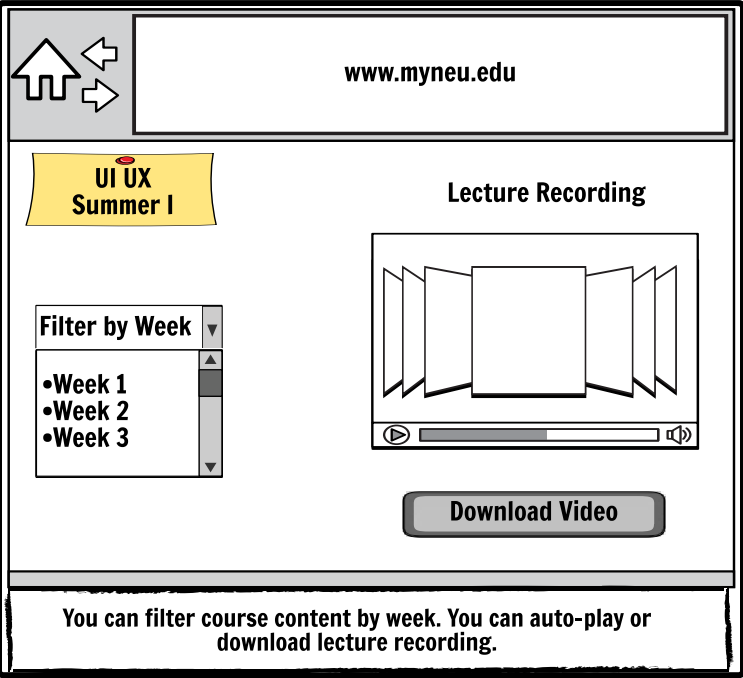 www.myneu.edu
UI UX
Summer I
Lecture Recording
Filter by Week
•Week 1
•Week 2
•Week 3
Download Video
You can filter course content by week. You can auto-play or
download lecture recording.